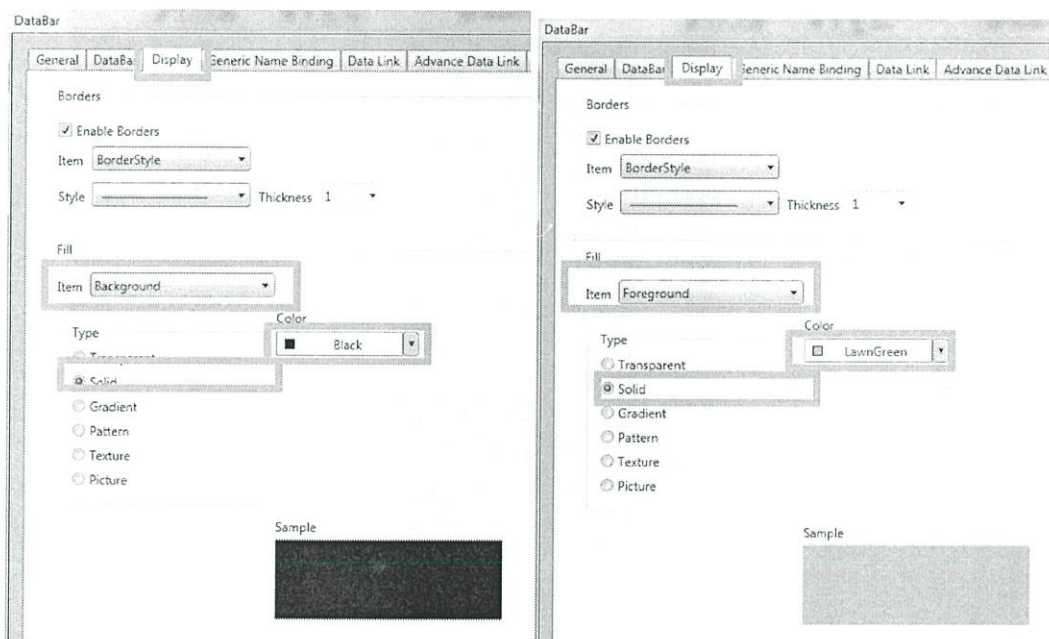 DataBar
General DataBa Display Generic Name Binding Data Link Advance Data Link
Borders
Enable Borders
Item BorderStyle
Style Thickness 1
Fill
Item Background
Color
Black
Type
Transparent
Solid
Gradient
Pattern
Texture
Picture
Sample
DataBar
General DataBar Display Generic Name Binding Data Link Advance Data Link
Borders
Enable Borders
Item BorderStyle
Style Thickness 1
Fill
Item Foreground
Color
LawnGreen
Type
Transparent
Solid
Gradient
Pattern
Texture
Picture
Sample